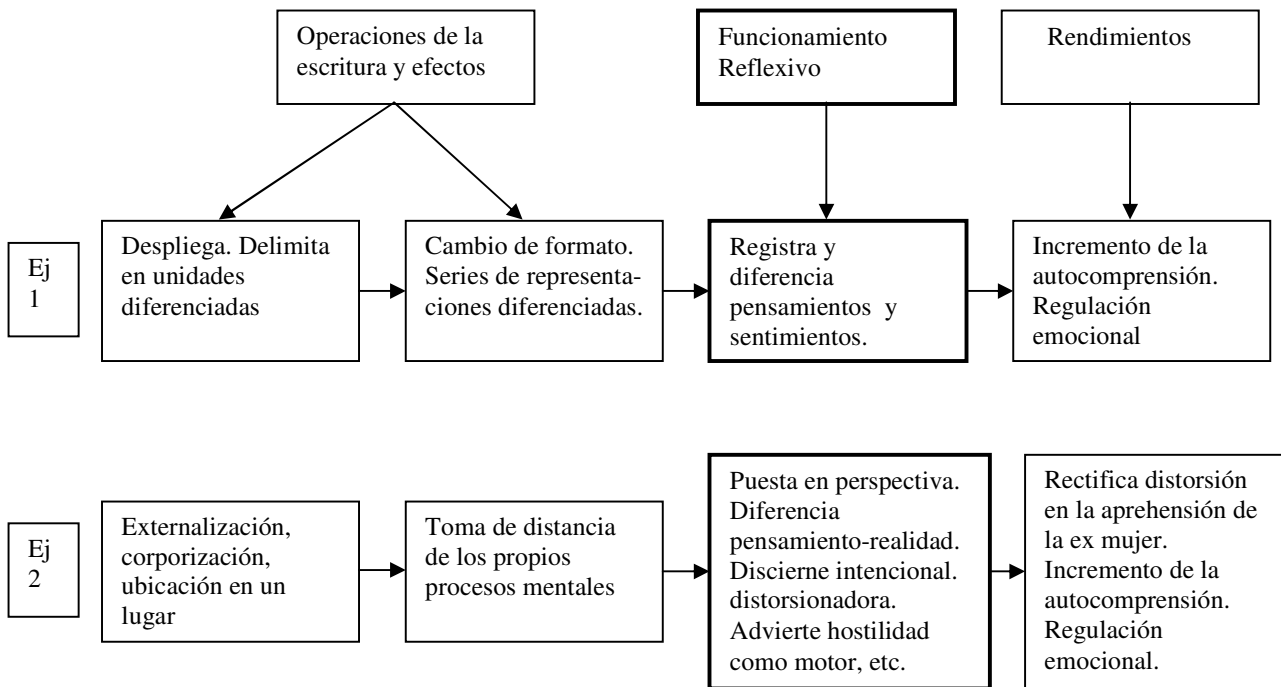 Operaciones de la
escritura y efectos
Funcionamiento
Reflexivo
Rendimientos
Ej
1
Despliega. Delimita
en unidades
diferenciadas
Cambio de formato.
Series de representa-
ciones diferenciadas.
Registra y
diferencia
pensamientos y
sentimientos.
Incremento de la
autocomprensión.
Regulación
emocional
Ej
2
Externalización,
corporización,
ubicación en un
lugar
Toma de distancia
de los propios
procesos mentales
Puesta en perspectiva.
Diferencia
pensamiento-realidad.
Discierne intencional.
distorsionadora.
Advierte hostilidad
como motor, etc.
Rectifica distorsión
en la aprehensión de
la ex mujer.
Incremento de la
autocomprensión.
Regulación
emocional.